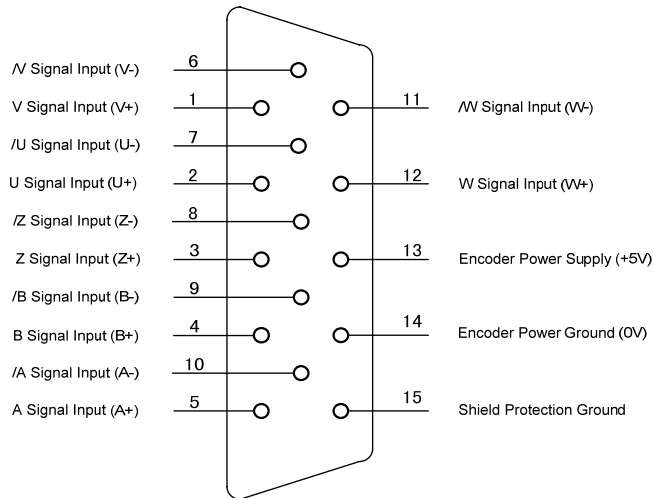 /V Signal Input (V-) 6
V Signal Input (V+) 1 11 /W Signal Input (W-)
/U Signal Input (U-) 7
U Signal Input (U+) 2 12 W Signal Input (W+)
/Z Signal Input (Z-) 8
Z Signal Input (Z+) 3 13 Encoder Power Supply (+5V)
/B Signal Input (B-) 9
B Signal Input (B+) 4 14 Encoder Power Ground (0V)
/A Signal Input (A-) 10
A Signal Input (A+) 5 15 Shield Protection Ground